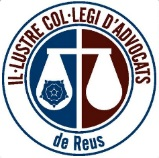 IL·LUSTRE COL·LEGI D'ADVOCATS
de Reus